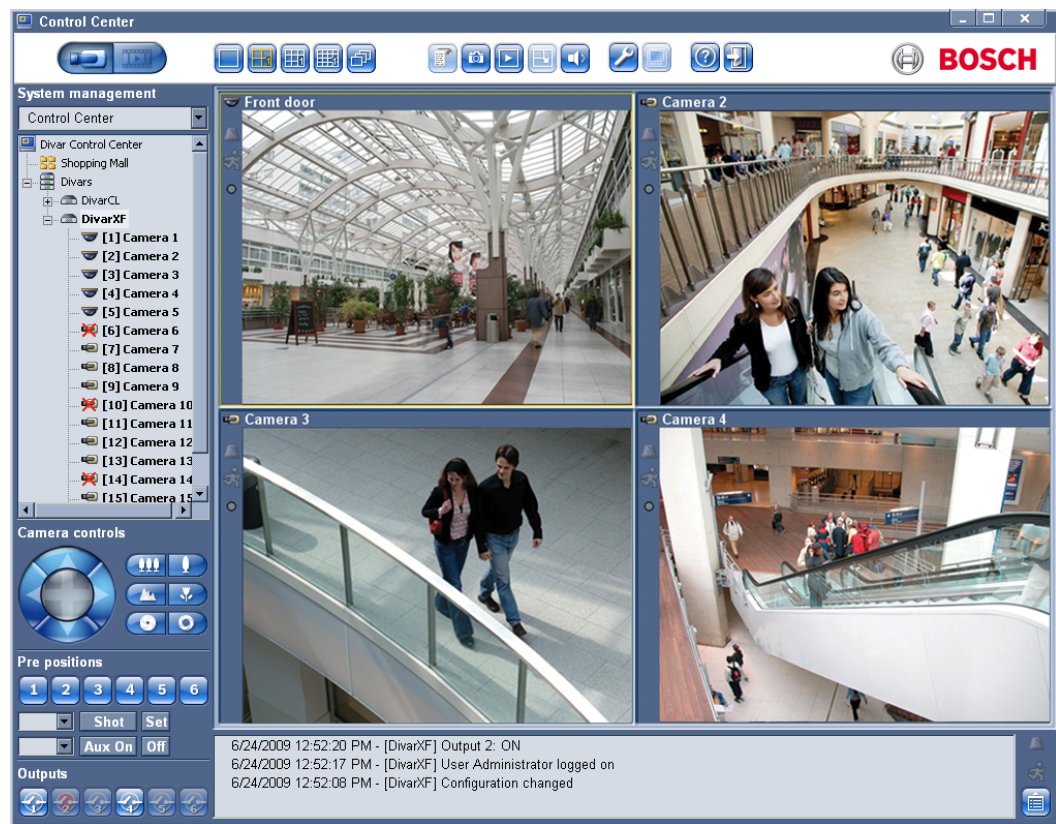 Control Center
BOSCH
System management
Control Center
Divar Control Center
Shopping Mall
Divars
DivarCL
DivarXF
[1] Camera 1
[2] Camera 2
[3] Camera 3
[4] Camera 4
[5] Camera 5
[6] Camera 6
[7] Camera 7
[8] Camera 8
[9] Camera 9
[10] Camera 10
[11] Camera 11
[12] Camera 12
[13] Camera 13
[14] Camera 14
[15] Camera 15
Camera controls
Pre positions
1 2 3 4 5 6
Shot Set
Aux On Off
Outputs
1 2 3 4 5 6
Front door
Camera 2
Camera 3
Camera 4
6/24/2009 12:52:20 PM - [DivarXF] Output 2: ON
6/24/2009 12:52:17 PM - [DivarXF] User Administrator logged on
6/24/2009 12:52:08 PM - [DivarXF] Configuration changed